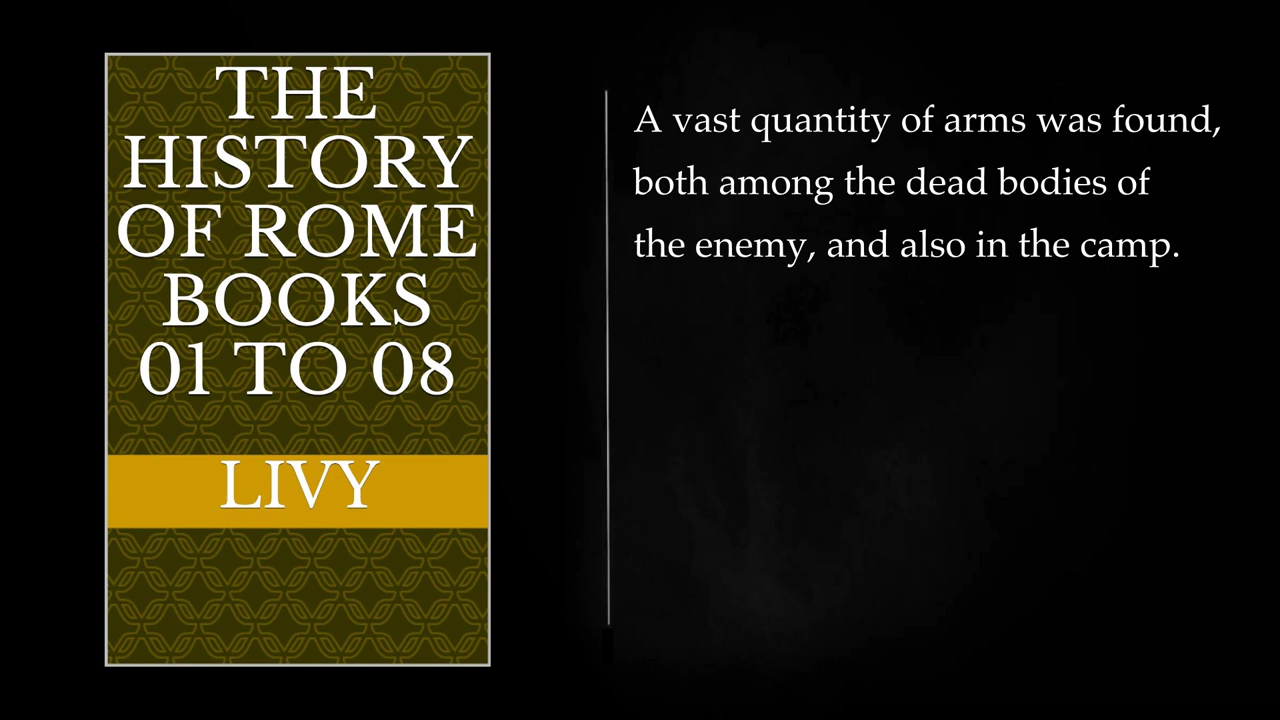 THE
HISTORY
OF ROME
BOOKS
01 TO 08
LIVY
A vast quantity of arms was found,
both among the dead bodies of
the enemy, and also in the camp.